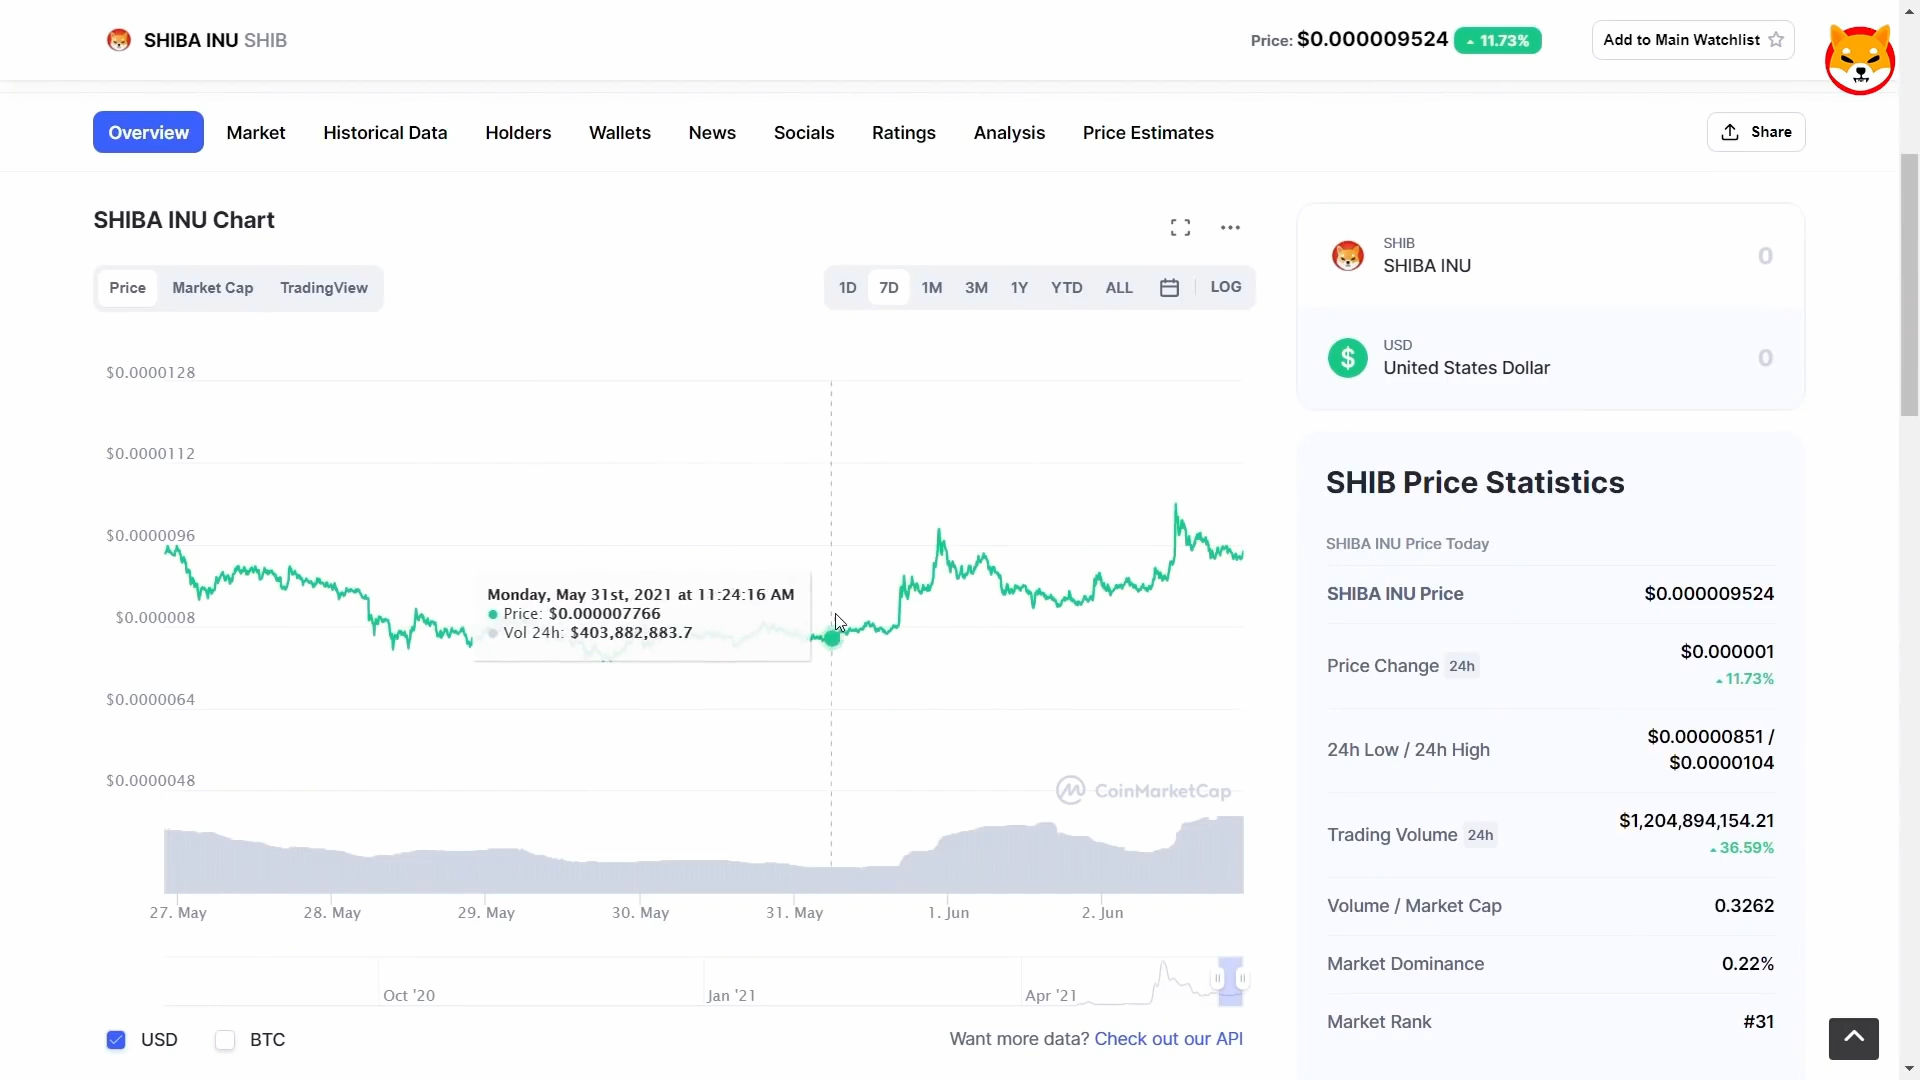 SHIBA INU SHIB
Price: $0.000009524 11.73%
Add to Main Watchlist
Overview Market Historical Data Holders Wallets News Socials Ratings Analysis Price Estimates
Share
SHIBA INU Chart
Price Market Cap TradingView
1D 7D 1M 3M 1Y YTD ALL LOG
$0.0000128
$0.0000112
$0.0000096
$0.000008
$0.0000064
$0.0000048
Monday, May 31st, 2021 at 11:24:16 AM
Price: $0.000007766
Vol 24h: $403,882,883.7
CoinMarketCap
27. May 28. May 29. May 30. May 31. May 1. Jun 2. Jun
Oct '20 Jan '21 Apr '21
USD BTC
Want more data? Check out our API
SHIB
SHIBA INU
0
USD
United States Dollar
0
SHIB Price Statistics
SHIBA INU Price Today
SHIBA INU Price $0.000009524
Price Change 24h
$0.000001
11.73%
24h Low / 24h High
$0.00000851 /
$0.0000104
Trading Volume 24h
$1,204,894,154.21
36.59%
Volume / Market Cap 0.3262
Market Dominance 0.22%
Market Rank #31